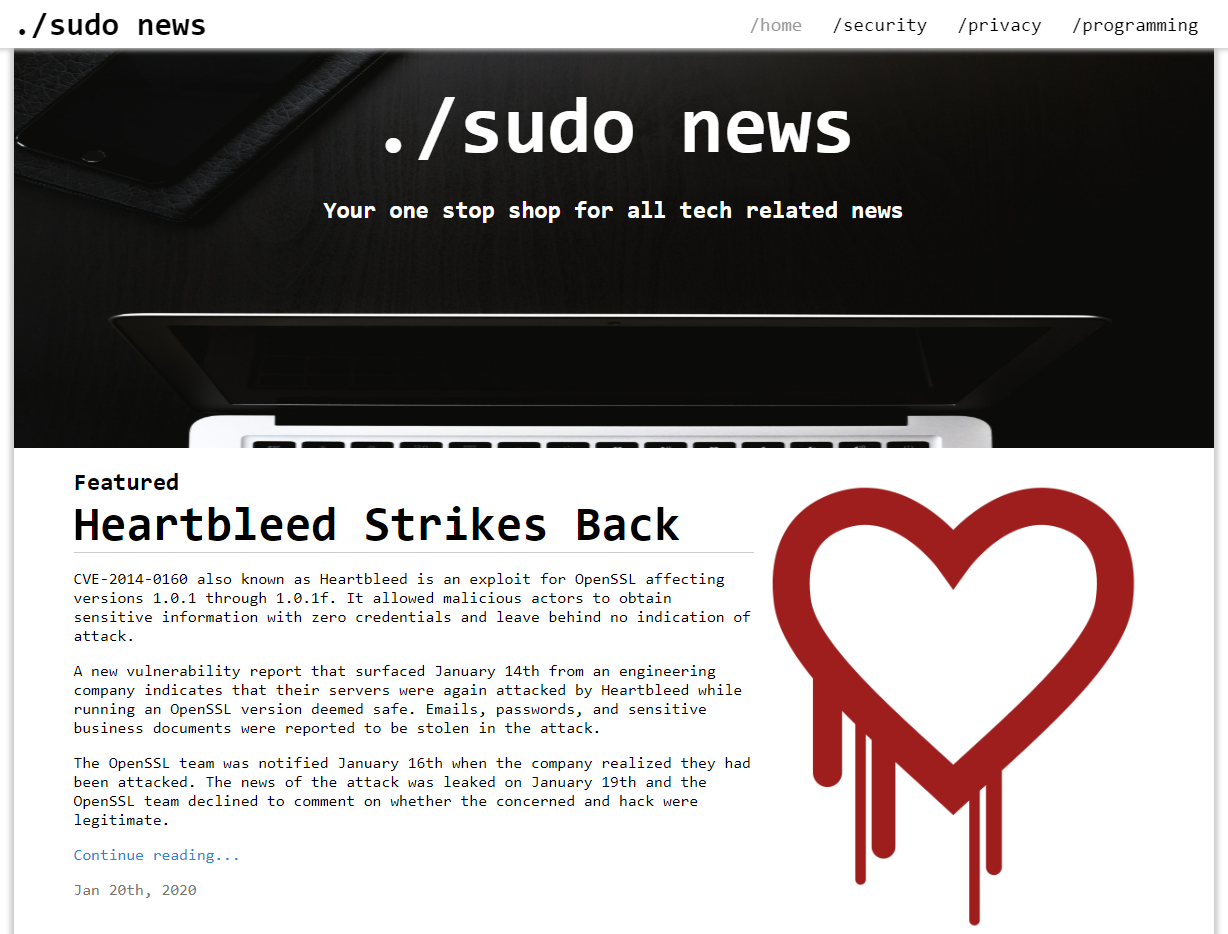 ./sudo news
/home /security /privacy /programming
./sudo news
Your one stop shop for all tech related news
Featured
Heartbleed Strikes Back
CVE-2014-0160 also known as Heartbleed is an exploit for OpenSSL affecting
versions 1.0.1 through 1.0.1f. It allowed malicious actors to obtain
sensitive information with zero credentials and leave behind no indication of
attack.
A new vulnerability report that surfaced January 14th from an engineering
company indicates that their servers were again attacked by Heartbleed while
running an OpenSSL version deemed safe. Emails, passwords, and sensitive
business documents were reported to be stolen in the attack.
The OpenSSL team was notified January 16th when the company realized they had
been attacked. The news of the attack was leaked on January 19th and the
OpenSSL team declined to comment on whether the concerned and hack were
legitimate.
Continue reading...
Jan 20th, 2020